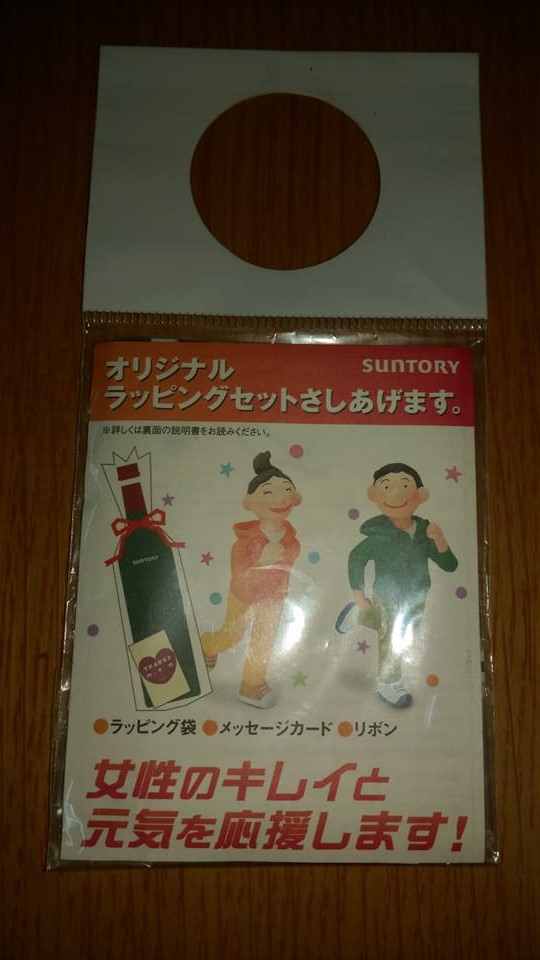 オリジナル
SUNTORY
ラッピングセットさしあげます。
※詳しくは裏面の説明書をお読みください。
SUNTORY
THANKS
●ラッピング袋 ●メッセージカード ●リボン
女性のキレイと
元気を応援します!